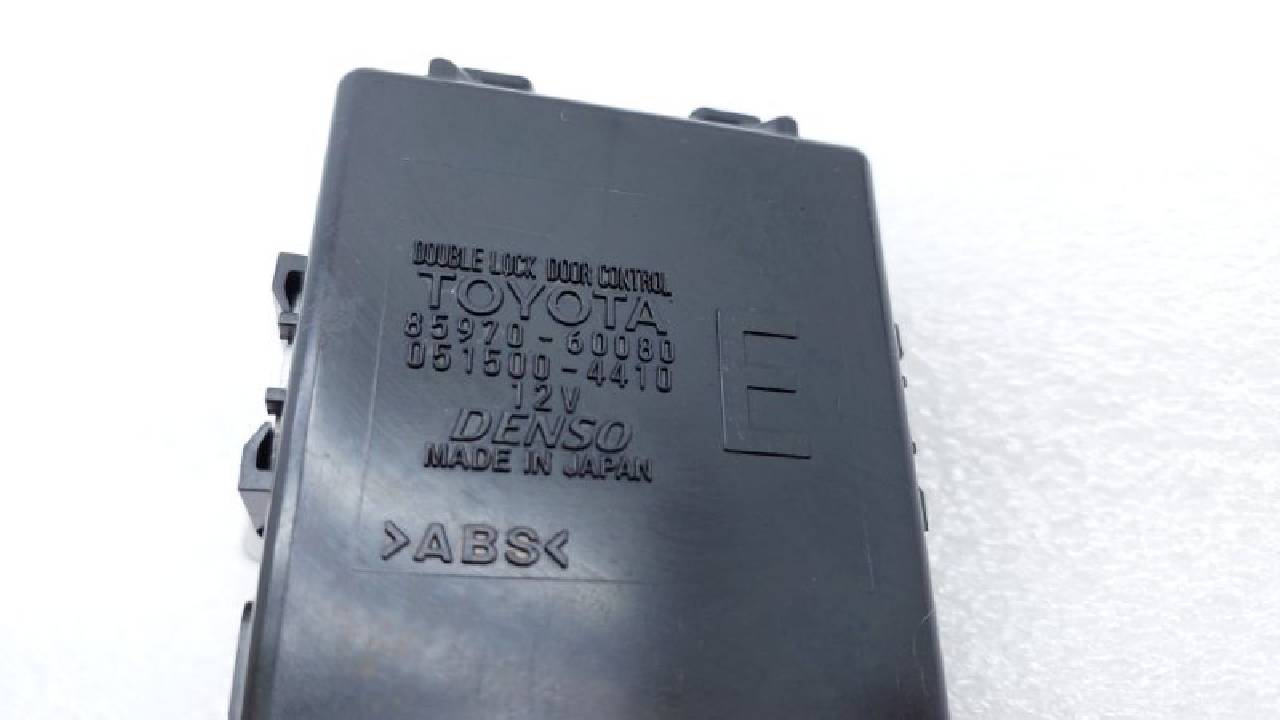 DOUBLE LOCK DOOR CONTROL
TOYOTA
85970-60080
051500-4410
12V
DENSO
MADE IN JAPAN
E
>ABS<